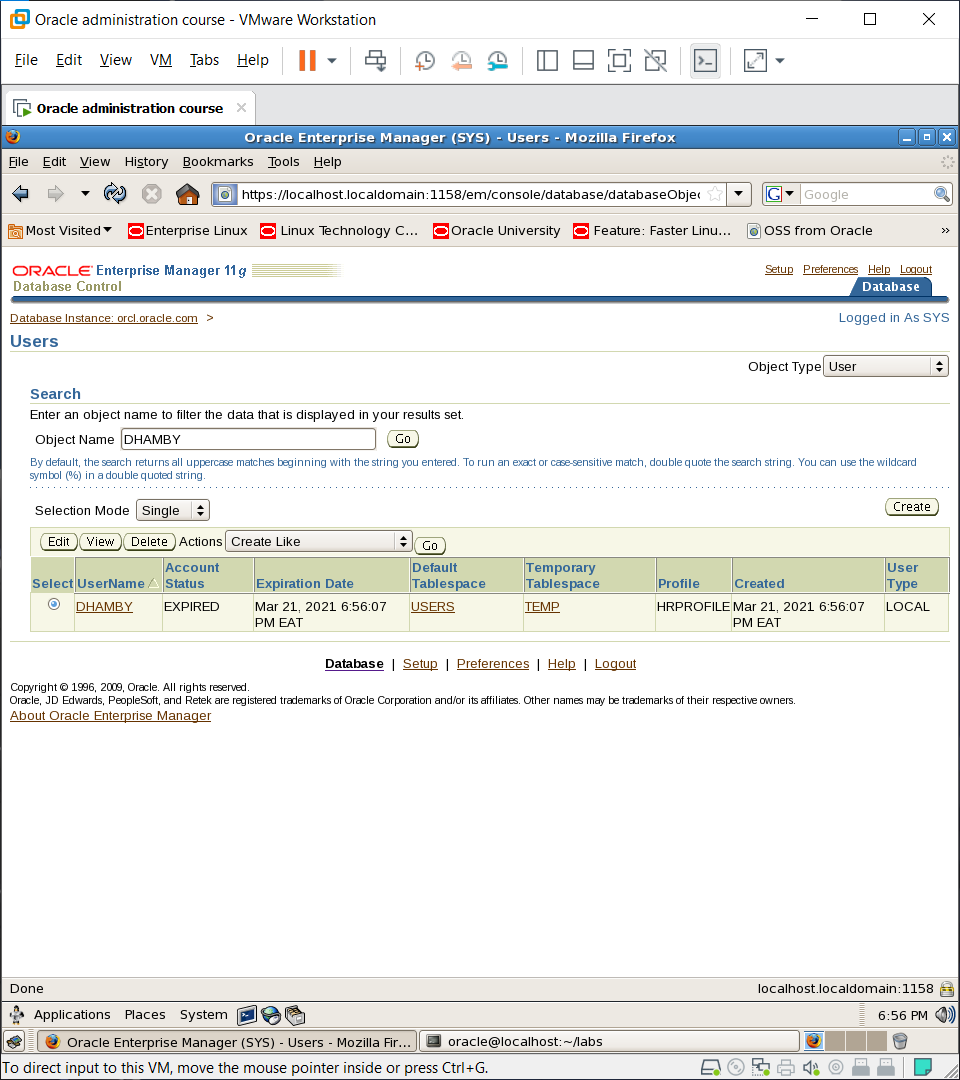 Oracle administration course - VMware Workstation
File Edit View VM Tabs Help
Oracle administration course
Oracle Enterprise Manager (SYS) - Users - Mozilla Firefox
File Edit View History Bookmarks Tools Help
https://localhost.localdomain:1158/em/console/database/databaseObjec
G Google
Most Visited Enterprise Linux Linux Technology C... Oracle University Feature: Faster Linu... OSS from Oracle »
ORACLE Enterprise Manager 11g
Database Control
Setup Preferences Help Logout
Database
Database Instance: orcl.oracle.com >
Logged in As SYS
Users
Object Type User
Search
Enter an object name to filter the data that is displayed in your results set.
Object Name DHAMBY Go
By default, the search returns all uppercase matches beginning with the string you entered. To run an exact or case-sensitive match, double quote the search string. You can use the wildcard
symbol (%) in a double quoted string.
Selection Mode Single
Create
Edit View Delete Actions Create Like Go
Select UserName Account Status Expiration Date Default Tablespace Temporary Tablespace Profile Created User Type
DHAMBY EXPIRED Mar 21, 2021 6:56:07 PM EAT USERS TEMP HRPROFILE Mar 21, 2021 6:56:07 PM EAT LOCAL
Database | Setup | Preferences | Help | Logout
Copyright © 1996, 2009, Oracle. All rights reserved.
Oracle, JD Edwards, PeopleSoft, and Retek are registered trademarks of Oracle Corporation and/or its affiliates. Other names may be trademarks of their respective owners.
About Oracle Enterprise Manager
Done
localhost.localdomain:1158
Applications Places System
6:56 PM
Oracle Enterprise Manager (SYS) - Users - Mozilla Fir...
oracle@localhost:~/labs
To direct input to this VM, move the mouse pointer inside or press Ctrl+G.